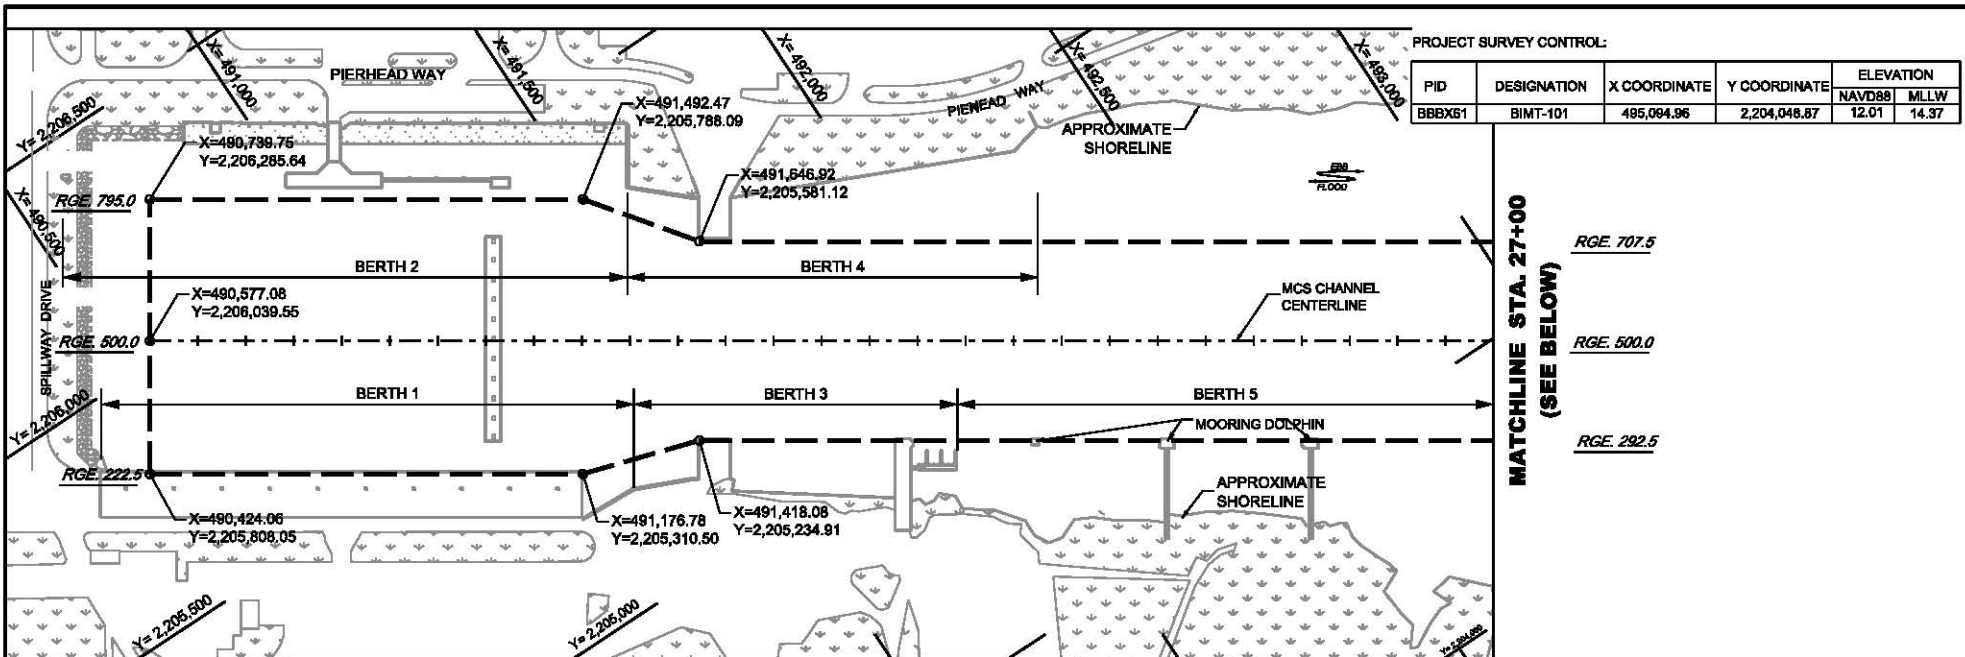 PROJECT SURVEY CONTROL:
PID DESIGNATION X COORDINATE Y COORDINATE ELEVATION
NAVD88 MLLW
BBBX61 BIMT-101 495,094.96 2,204,048.87 12.01 14.37
X= 491,000
X= 491,500
X= 492,000
X= 492,500
X= 493,000
PIERHEAD WAY
PIEHEAD WAY
Y= 2,206,500
X= 490,500
X=490,739.75
Y=2,206,285.64
X=491,492.47
Y=2,205,788.09
APPROXIMATE
SHORELINE
X=491,646.92
Y=2,205,581.12
EBB
FLOOD
RGE. 795.0
RGE. 707.5
BERTH 2
BERTH 4
X=490,577.08
Y=2,206,039.55
MCS CHANNEL
CENTERLINE
SPILLWAY DRIVE
RGE. 500.0
RGE. 500.0
MATCHLINE STA. 27+00
(SEE BELOW)
BERTH 1
BERTH 3
BERTH 5
Y= 2,206,000
MOORING DOLPHIN
RGE. 292.5
RGE. 222.5
APPROXIMATE
SHORELINE
X=490,424.06
Y=2,205,808.05
X=491,176.78
Y=2,205,310.50
X=491,418.08
Y=2,205,234.91
Y= 2,205,500
Y= 2,205,000
Y= 2,204,000